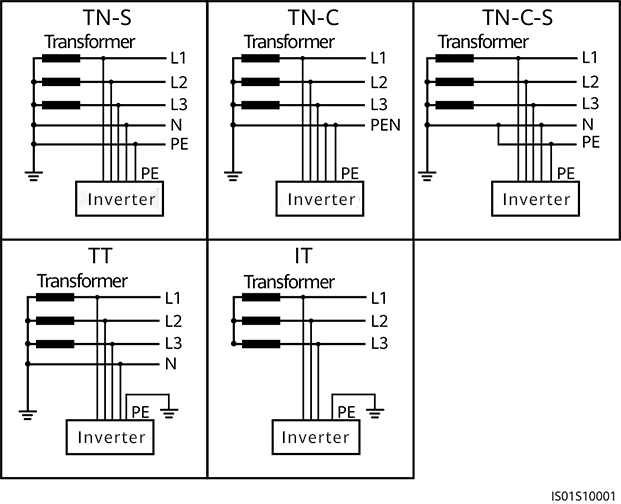 TN-S
Transformer
L1
L2
L3
N
PE
PE
Inverter
TN-C
Transformer
L1
L2
L3
PEN
PE
Inverter
TN-C-S
Transformer
L1
L2
L3
N
PE
PE
Inverter
TT
Transformer
L1
L2
L3
N
PE
Inverter
IT
Transformer
L1
L2
L3
PE
Inverter
IS01S10001